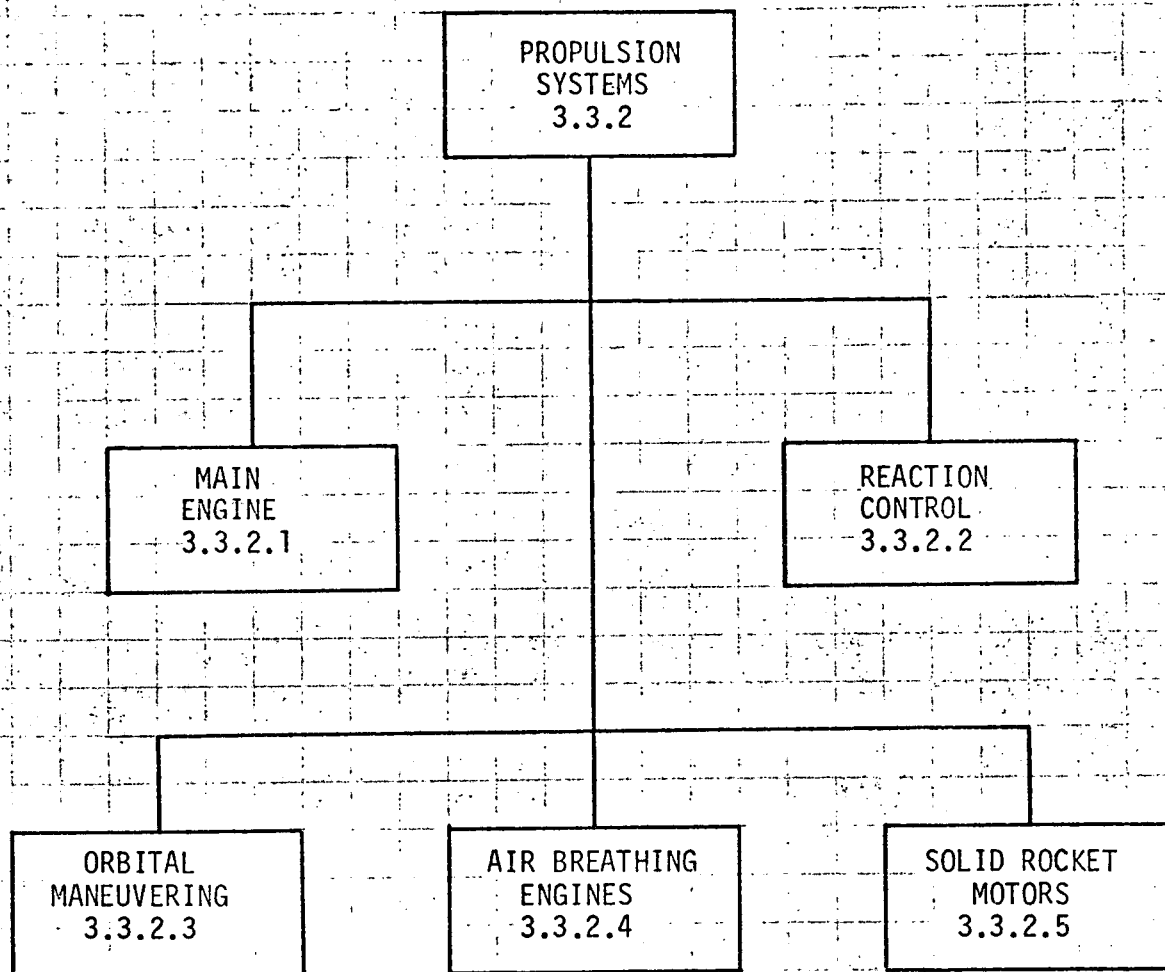 PROPULSION
SYSTEMS
3.3.2
MAIN
ENGINE
3.3.2.1
REACTION
CONTROL
3.3.2.2
ORBITAL
MANEUVERING
3.3.2.3
AIR BREATHING
ENGINES
3.3.2.4
SOLID ROCKET
MOTORS
3.3.2.5